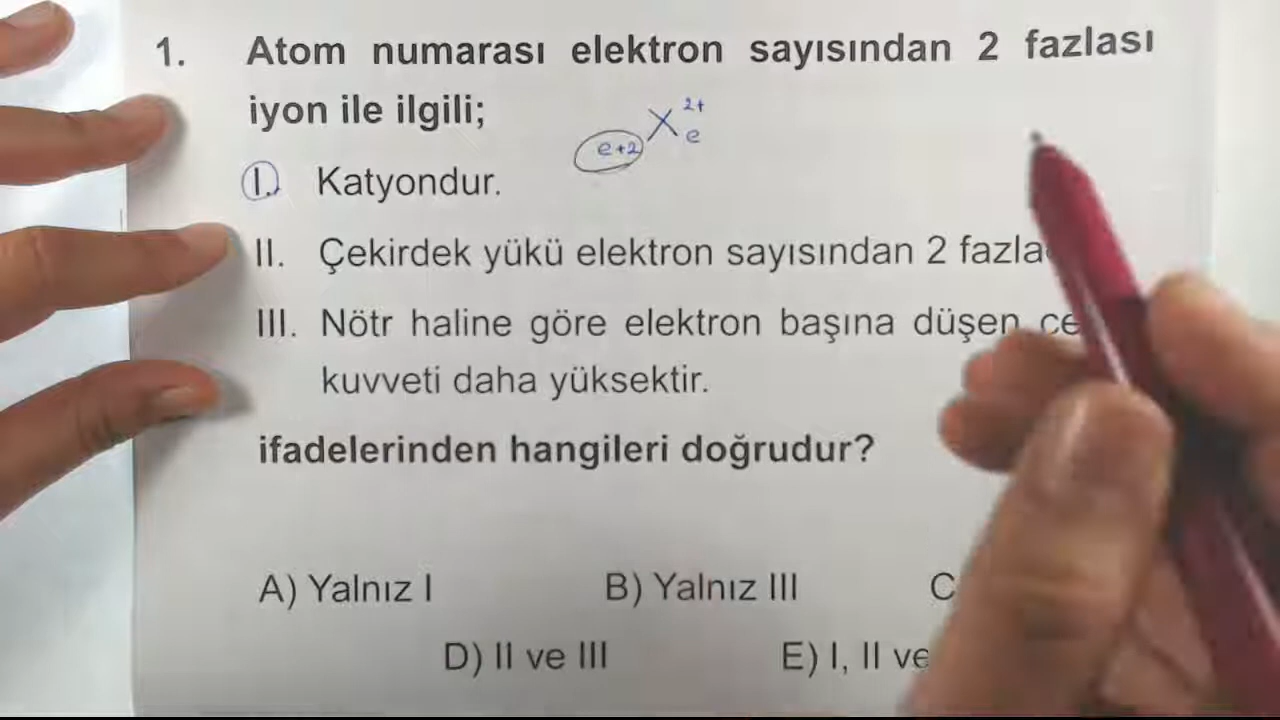 1. Atom numarası elektron sayısından 2 fazlası
iyon ile ilgili;
e+2 X 2+ e
I. Katyondur.
II. Çekirdek yükü elektron sayısından 2
III. Nötr haline göre elektron başına düşen
kuvveti daha yüksektir.
ifadelerinden hangileri doğrudur?
A) Yalnız I B) Yalnız III C
D) II ve III E) I, II ve